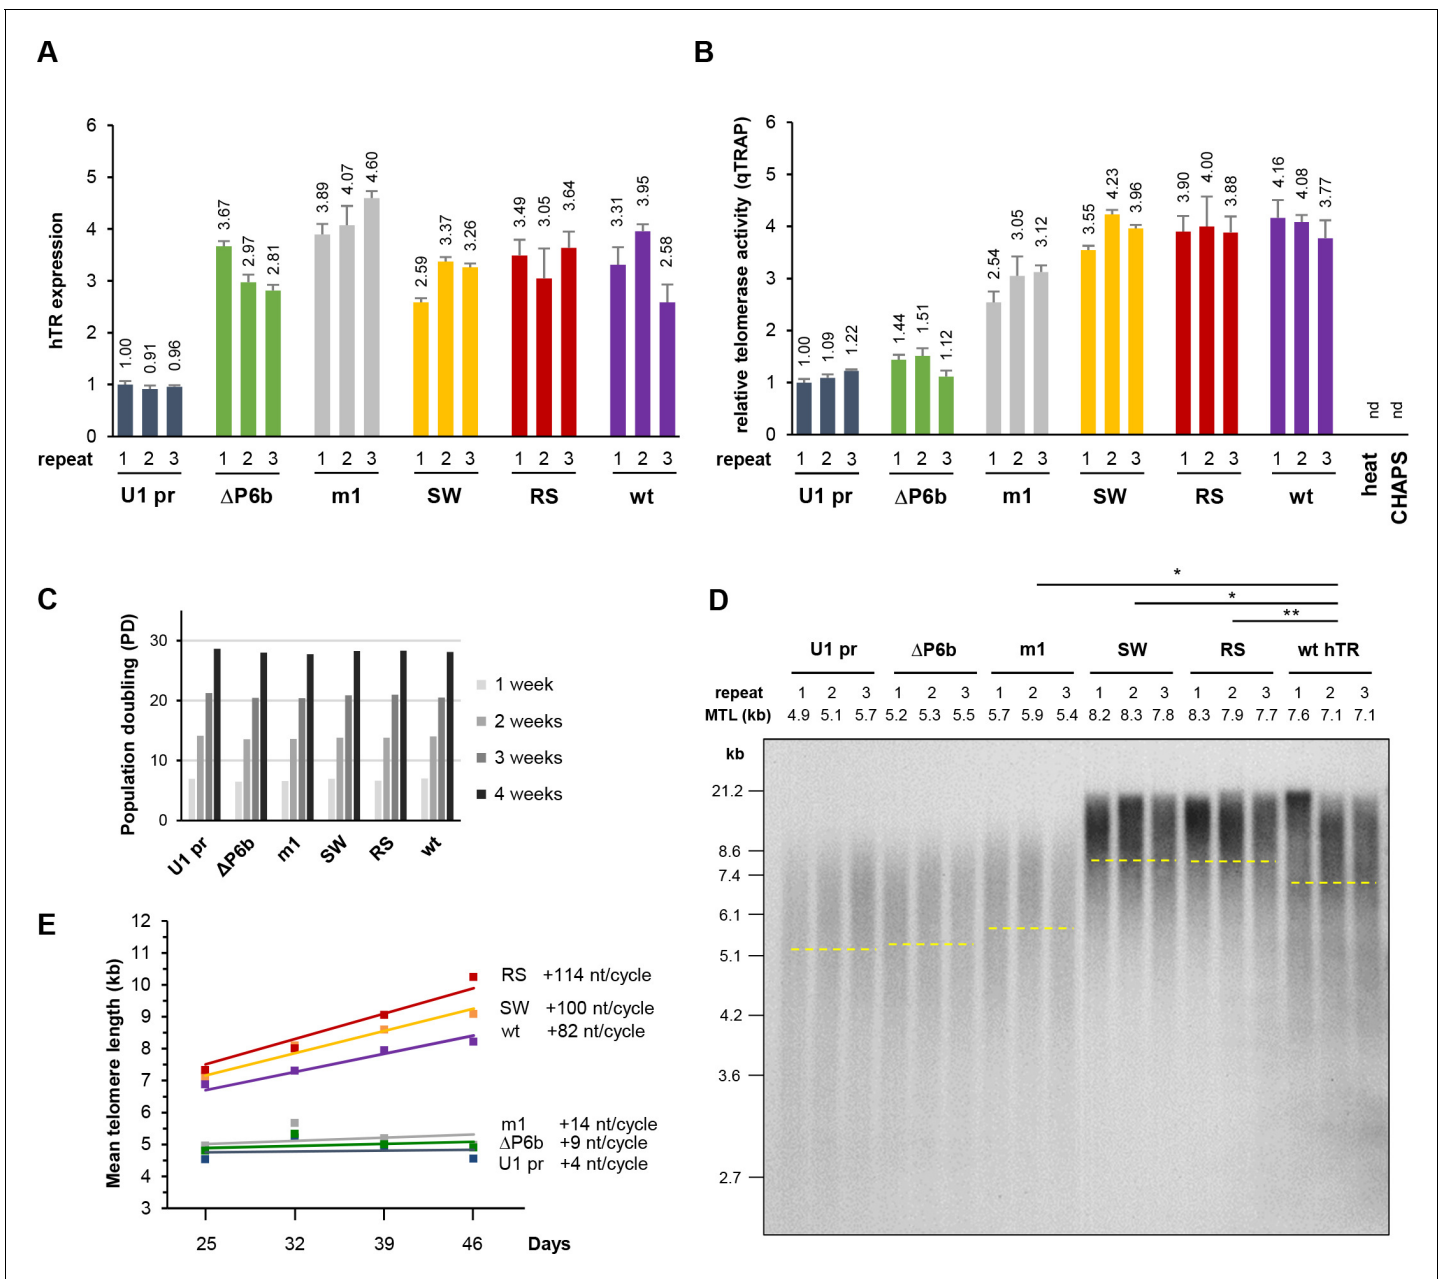 A
hTR expression
6
5
4
3
2
1
0
1.00 0.91 0.96 3.67 2.97 2.81 3.89 4.07 4.60 2.59 3.37 3.26 3.49 3.05 3.64 3.31 3.95 2.58
repeat 1 2 3 1 2 3 1 2 3 1 2 3 1 2 3 1 2 3
U1 pr ΔP6b m1 SW RS wt
B
relative telomerase activity (qTRAP)
6
5
4
3
2
1
0
1.00 1.09 1.22 1.44 1.51 1.12 2.54 3.05 3.12 3.55 4.23 3.96 3.90 4.00 3.88 4.16 4.08 3.77 nd nd
repeat 1 2 3 1 2 3 1 2 3 1 2 3 1 2 3 1 2 3
U1 pr ΔP6b m1 SW RS wt heat CHAPS
C
Population doubling (PD)
30
20
10
0
U1 pr ΔP6b m1 SW RS wt
1 week
2 weeks
3 weeks
4 weeks
D
*
*
**
U1 pr ΔP6b m1 SW RS wt hTR
repeat 1 2 3 1 2 3 1 2 3 1 2 3 1 2 3 1 2 3
MTL (kb) 4.9 5.1 5.7 5.2 5.3 5.5 5.7 5.9 5.4 8.2 8.3 7.8 8.3 7.9 7.7 7.6 7.1 7.1
kb
21.2
8.6
7.4
6.1
5.1
4.2
3.6
2.7
E
Mean telomere length (kb)
12
11
10
9
8
7
6
5
4
3
RS +114 nt/cycle
SW +100 nt/cycle
wt +82 nt/cycle
m1 +14 nt/cycle
ΔP6b +9 nt/cycle
U1 pr +4 nt/cycle
25 32 39 46 Days